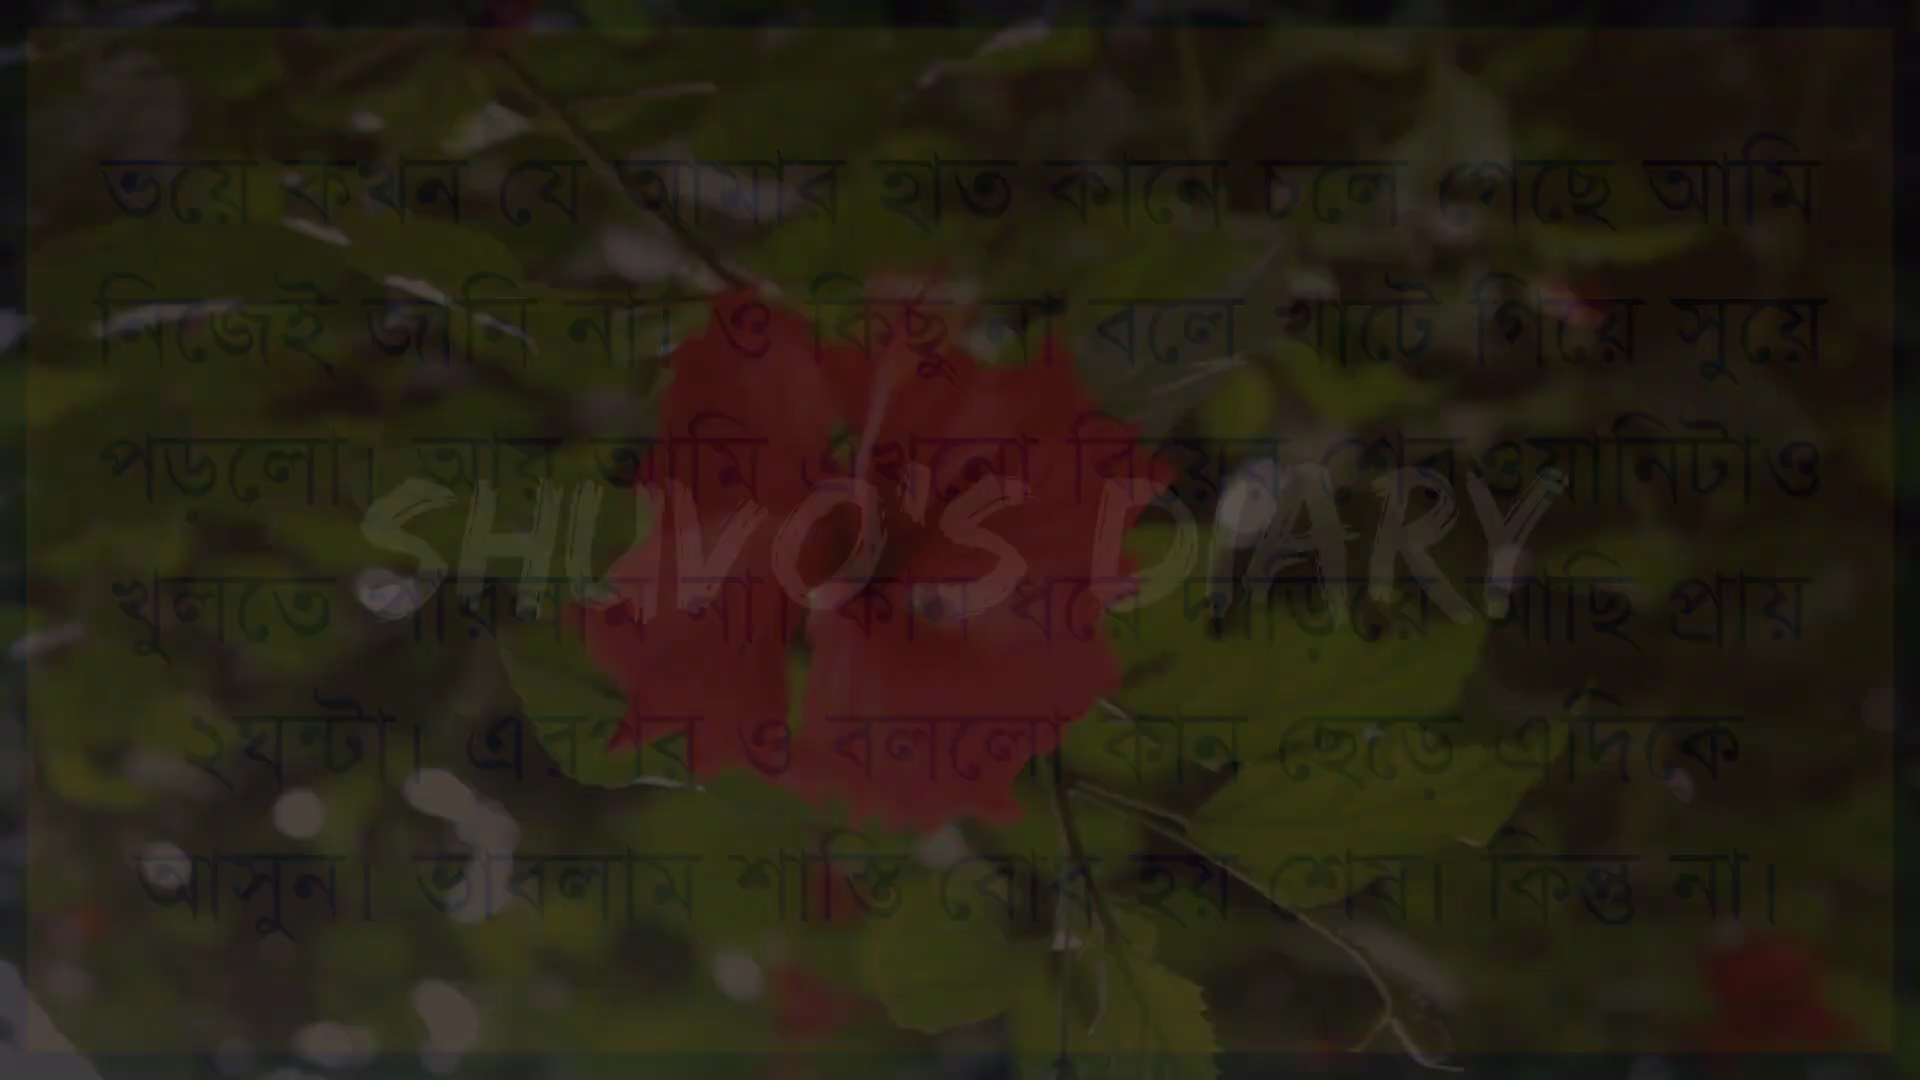 ভয়ে কখন যে আমার হাত কানে চলে গেছে আমি
নিজেই জানি না। ও কিছু না বলে খাটে গিয়ে সুয়ে
পড়লো। আর আমি এখনো বিয়ের শেরওয়ানিটাও
SHUVO'S DIARY
খুলতে পারলাম না। কান ধরে দাড়িয়ে আছি প্রায়
২ঘন্টা। এরপর ও বললো কান ছেড়ে এদিকে
আসুন। ভাবলাম শাস্তি বোধ হয় শেষ। কিন্তু না।